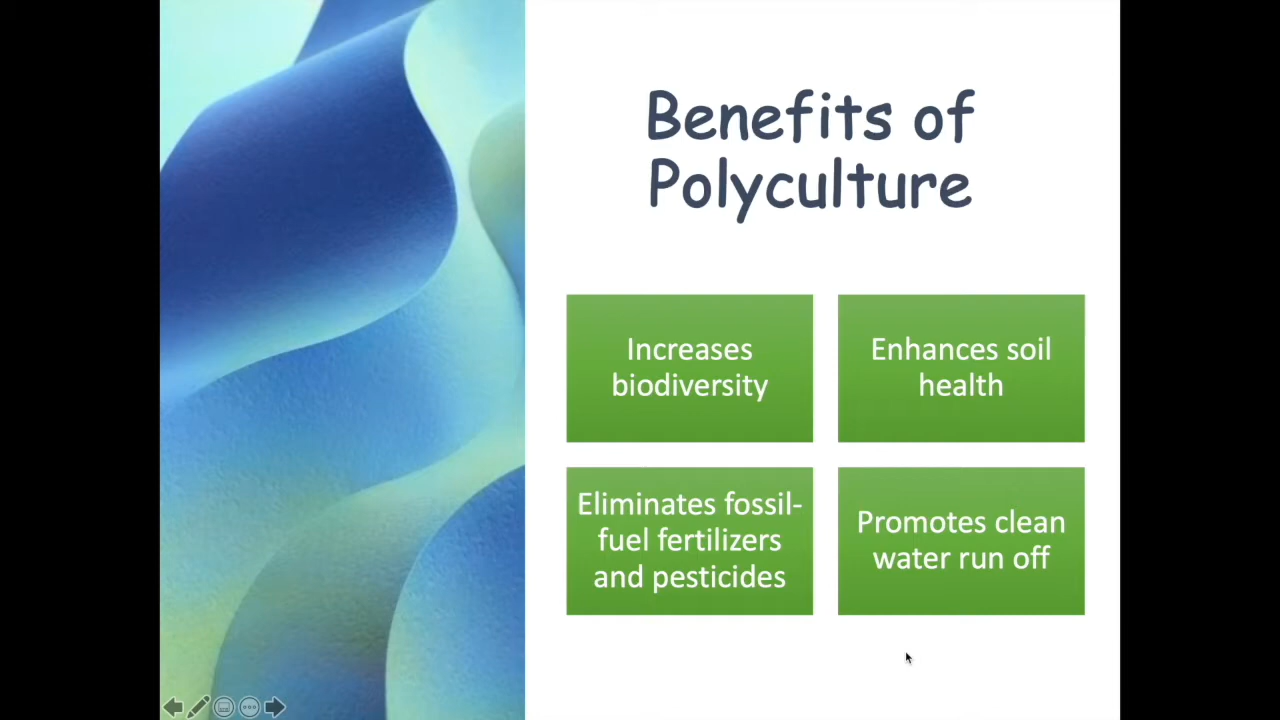 Benefits of
Polyculture
Increases
biodiversity
Enhances soil
health
Eliminates fossil-
fuel fertilizers
and pesticides
Promotes clean
water run off